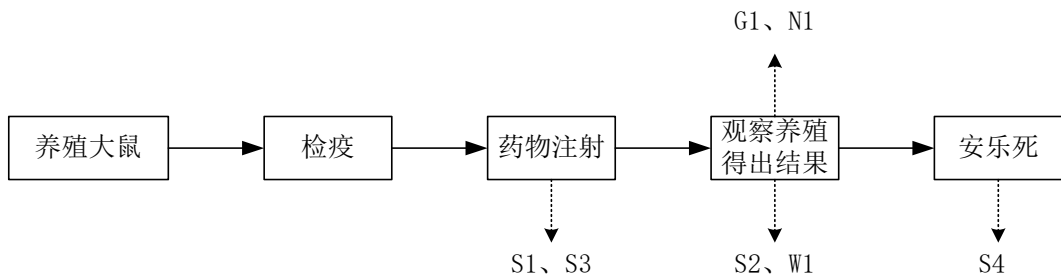 G1、N1
养殖大鼠
检疫
药物注射
观察养殖
得出结果
安乐死
S1、S3
S2、W1
S4